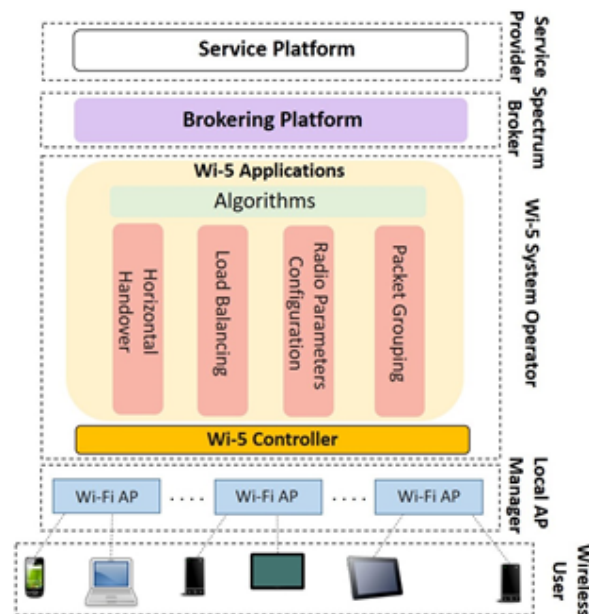 Service Platform
Service
Provider
Brokering Platform
Spectrum
Broker
Wi-5 Applications
Algorithms
Horizontal
Handover
Load Balancing
Radio Parameters
Configuration
Packet Grouping
Wi-5 Controller
Wi-5 System Operator
Wi-Fi AP
. . . .
Wi-Fi AP
. . . .
Wi-Fi AP
Local AP
Manager
Wireless
User